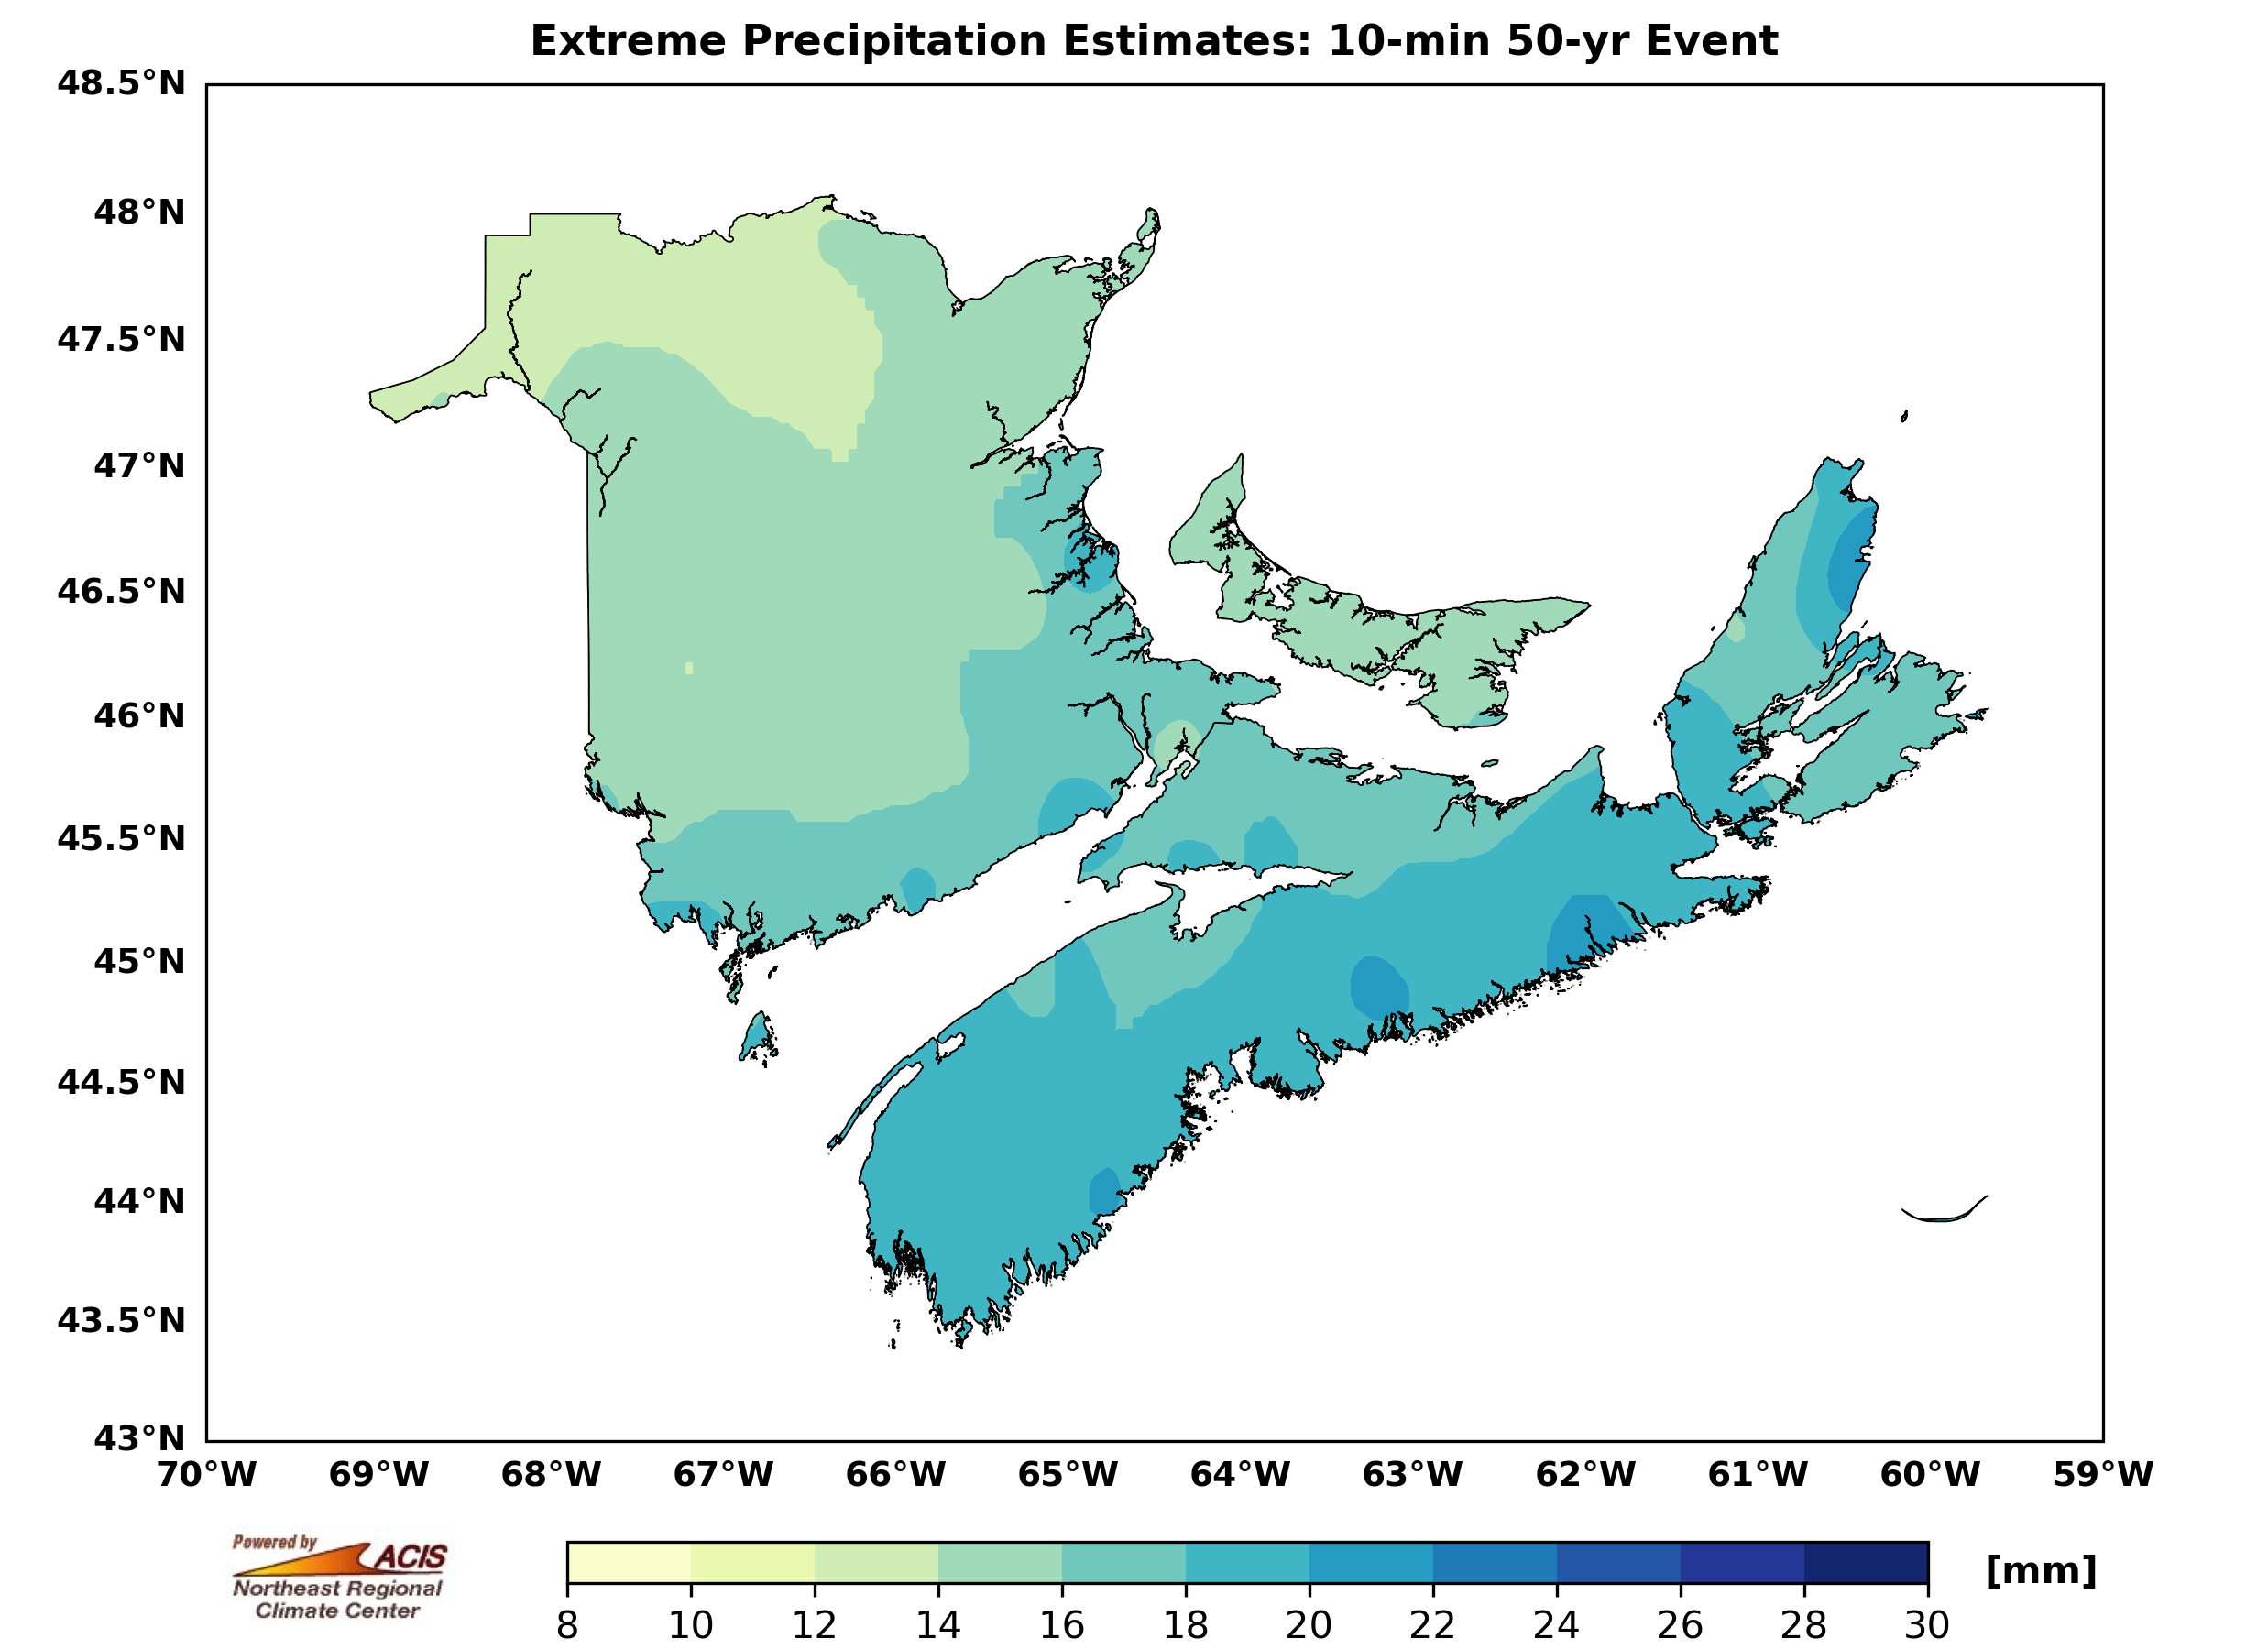 Extreme Precipitation Estimates: 10-min 50-yr Event
48.5°N
48°N
47.5°N
47°N
46.5°N
46°N
45.5°N
45°N
44.5°N
44°N
43.5°N
43°N
70°W 69°W 68°W 67°W 66°W 65°W 64°W 63°W 62°W 61°W 60°W 59°W
Powered by
ACIS
Northeast Regional
Climate Center
[mm]
8 10 12 14 16 18 20 22 24 26 28 30